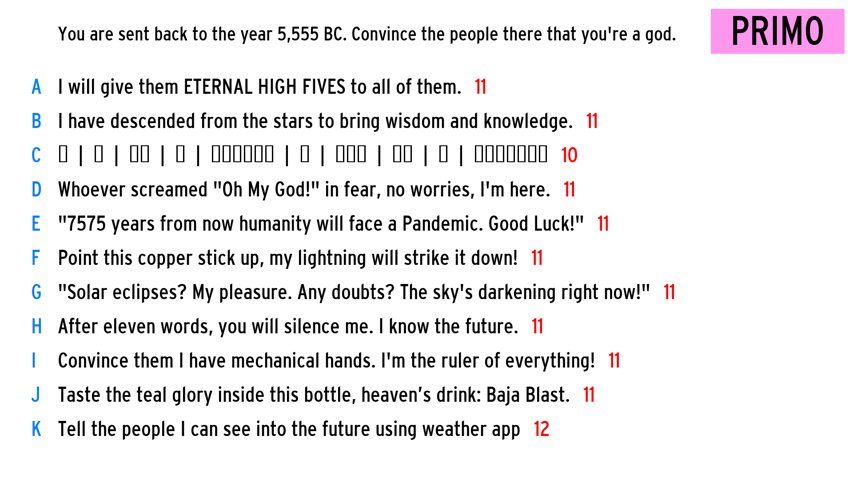 You are sent back to the year 5,555 BC. Convince the people there that you're a god.
PRIMO
A I will give them ETERNAL HIGH FIVES to all of them. 11
B I have descended from the stars to bring wisdom and knowledge. 11
C ▯ | ▯ | ▯▯ | ▯ | ▯▯▯▯▯▯ | ▯ | ▯▯▯ | ▯▯ | ▯ | ▯▯▯▯▯▯▯ 10
D Whoever screamed "Oh My God!" in fear, no worries, I'm here. 11
E "7575 years from now humanity will face a Pandemic. Good Luck!" 11
F Point this copper stick up, my lightning will strike it down! 11
G "Solar eclipses? My pleasure. Any doubts? The sky's darkening right now!" 11
H After eleven words, you will silence me. I know the future. 11
I Convince them I have mechanical hands. I'm the ruler of everything! 11
J Taste the teal glory inside this bottle, heaven’s drink: Baja Blast. 11
K Tell the people I can see into the future using weather app 12